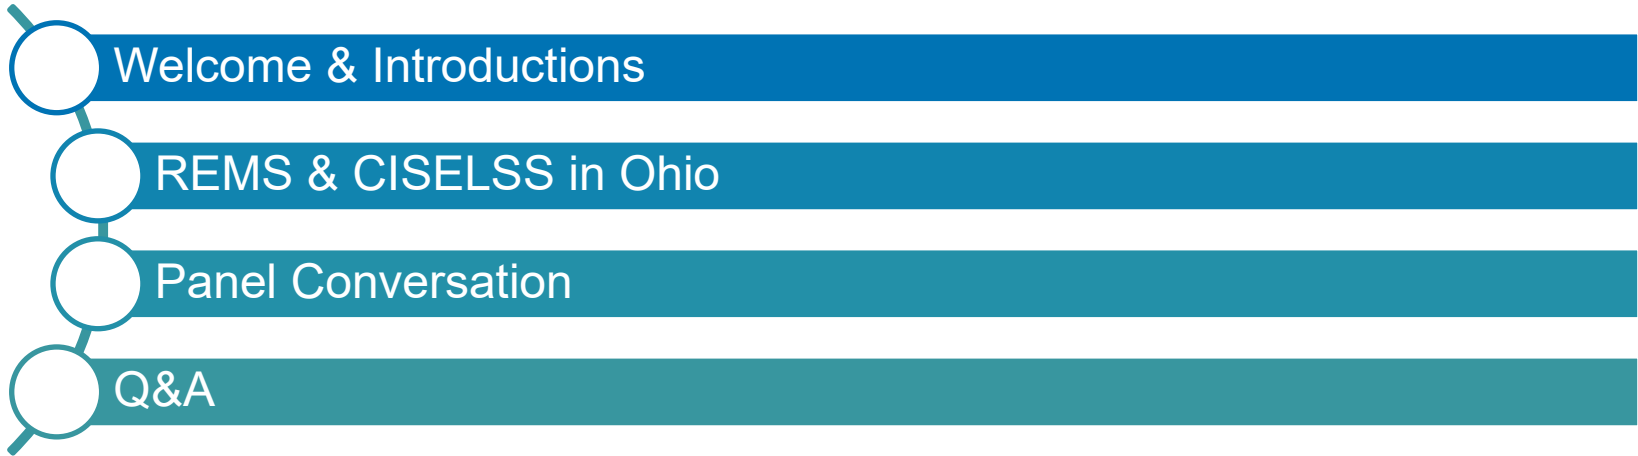 Welcome & Introductions
REMS & CISELSS in Ohio
Panel Conversation
Q&A